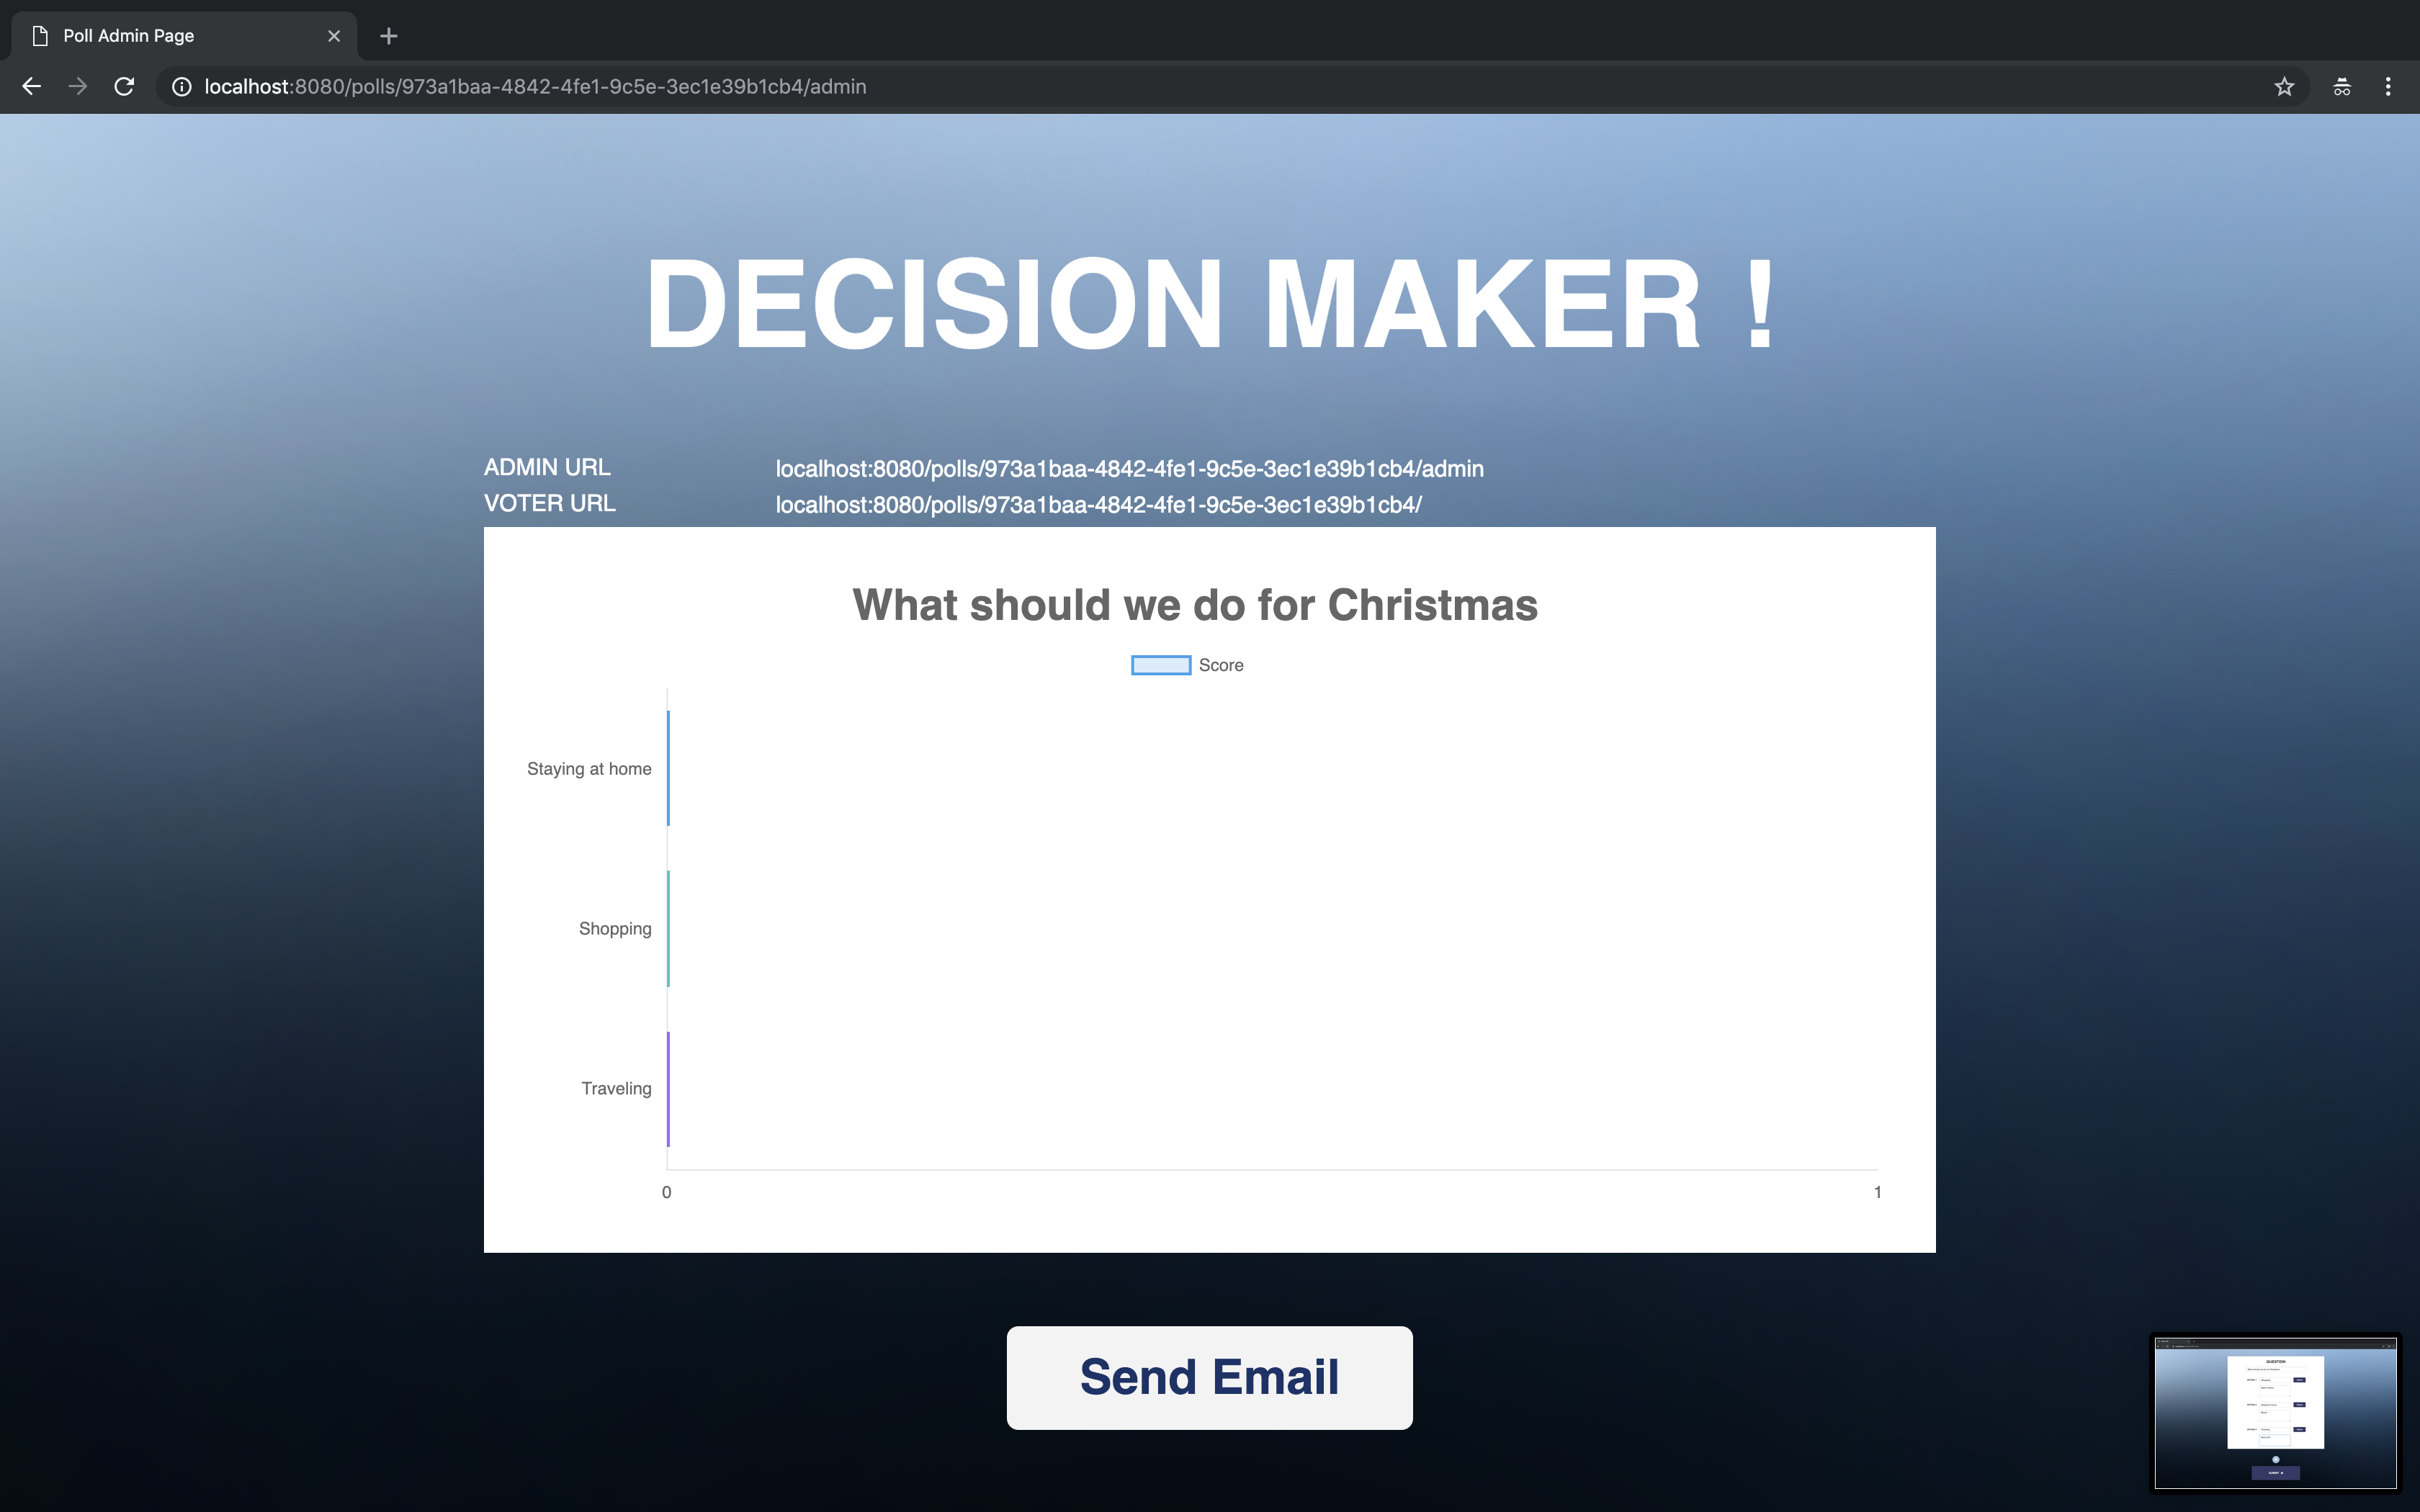 Poll Admin Page
localhost:8080/polls/973a1baa-4842-4fe1-9c5e-3ec1e39b1cb4/admin
DECISION MAKER !
ADMIN URL localhost:8080/polls/973a1baa-4842-4fe1-9c5e-3ec1e39b1cb4/admin
VOTER URL localhost:8080/polls/973a1baa-4842-4fe1-9c5e-3ec1e39b1cb4/
What should we do for Christmas
Score
Staying at home
Shopping
Traveling
0 1
Send Email
QUESTION